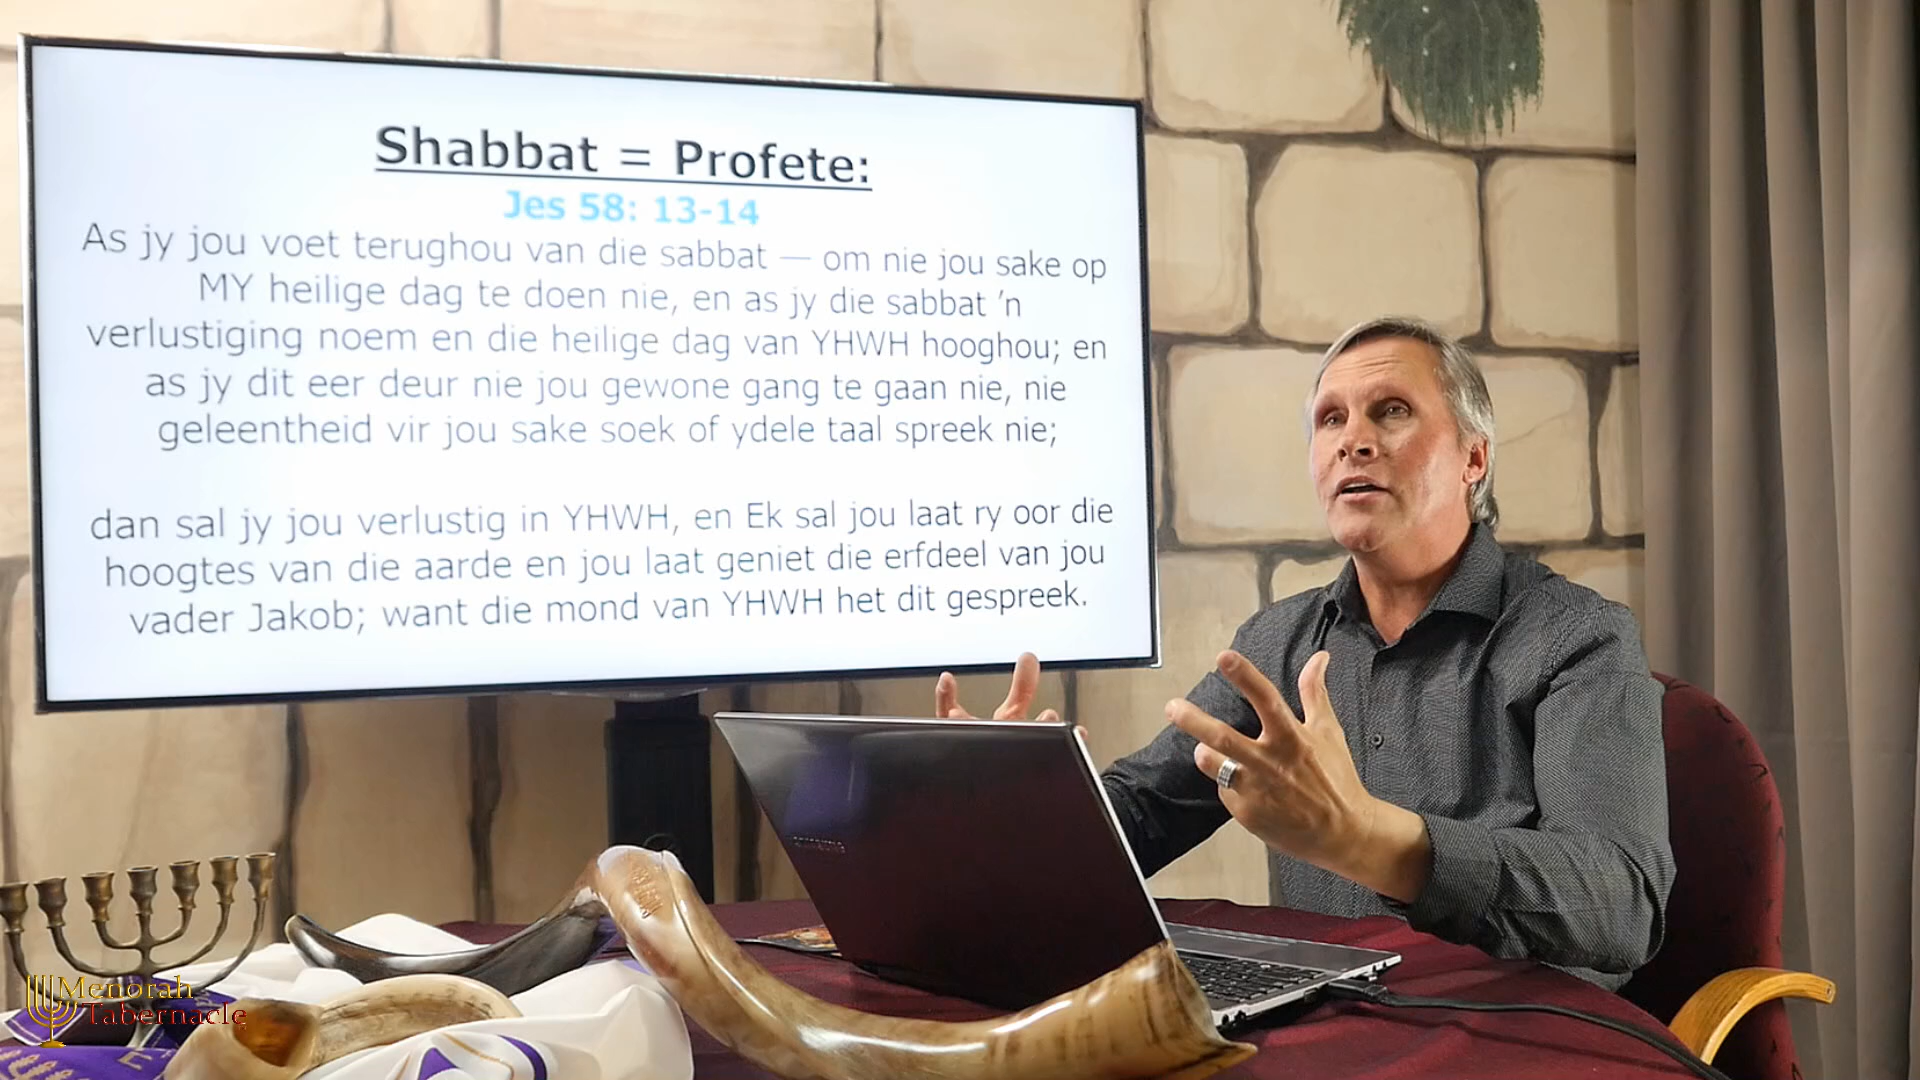 Shabbat = Profete:
Jes 58: 13-14
As jy jou voet terughou van die sabbat — om nie jou sake op
MY heilige dag te doen nie, en as jy die sabbat ’n
verlustiging noem en die heilige dag van YHWH hooghou; en
as jy dit eer deur nie jou gewone gang te gaan nie, nie
geleentheid vir jou sake soek of ydele taal spreek nie;
dan sal jy jou verlustig in YHWH, en Ek sal jou laat ry oor die
hoogtes van die aarde en jou laat geniet die erfdeel van jou
vader Jakob; want die mond van YHWH het dit gespreek.
Menorah
Tabernacle